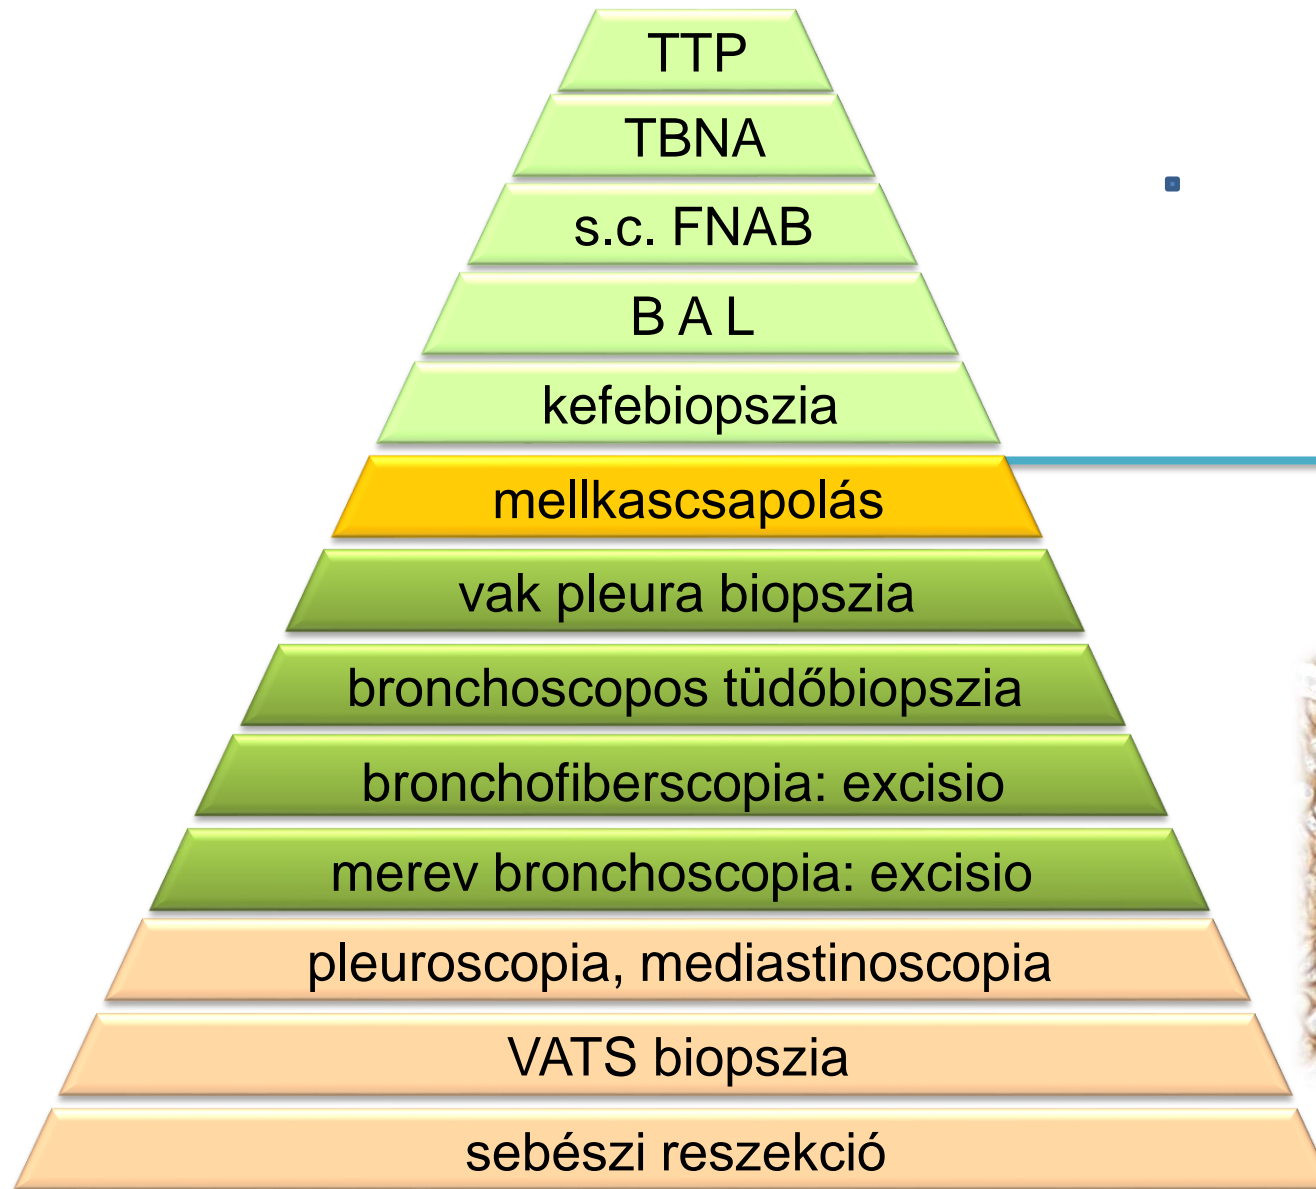 TTP
TBNA
s.c. FNAB
B A L
kefebiopszia
mellkascsapolás
vak pleura biopszia
bronchoscopos tüdőbiopszia
bronchofiberscopia: excisio
merev bronchoscopia: excisio
pleuroscopia, mediastinoscopia
VATS biopszia
sebészi reszekció